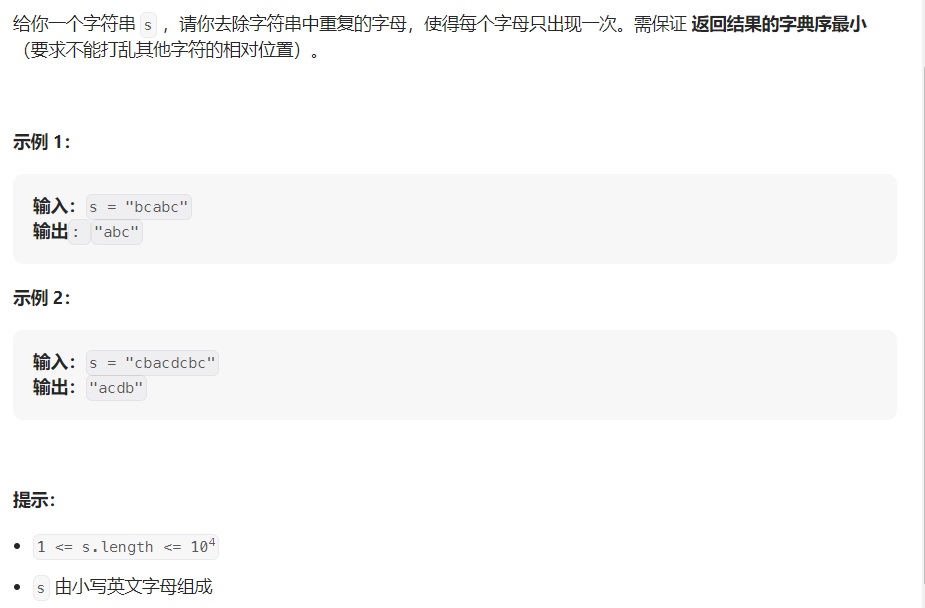 给你一个字符串 s ，请你去除字符串中重复的字母，使得每个字母只出现一次。需保证 返回结果的字典序最小
（要求不能打乱其他字符的相对位置）。
示例 1：
输入：s = "bcabc"
输出："abc"
示例 2：
输入：s = "cbacdcbc"
输出："acdb"
提示：
• 1 <= s.length <= 10⁴
• s 由小写英文字母组成